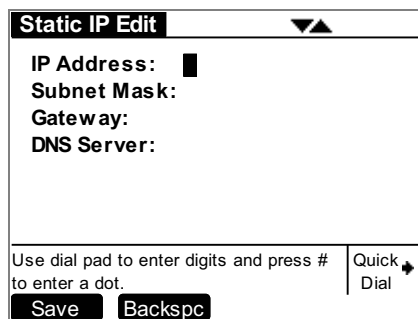 Static IP Edit
IP Address:
Subnet Mask:
Gateway:
DNS Server:
Use dial pad to enter digits and press #
to enter a dot.
Quick
Dial
Save Backspc